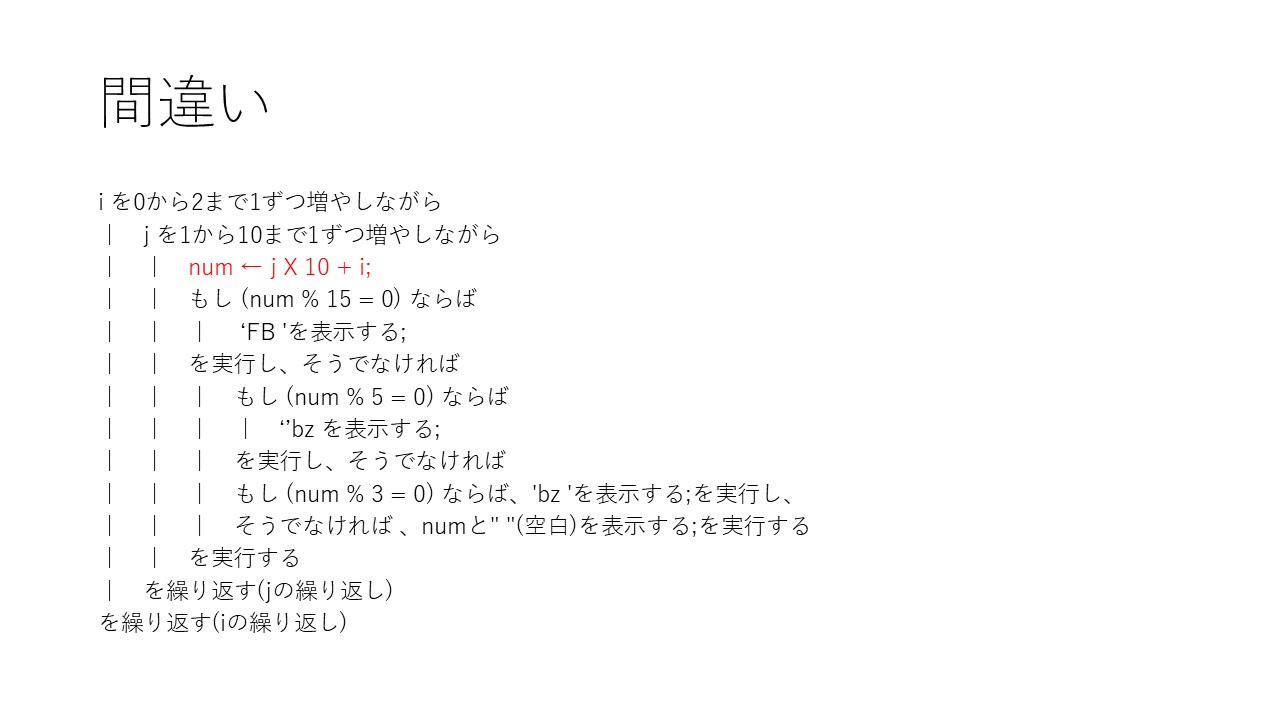 間違い
i を0から2まで1ずつ増やしながら
｜ j を1から10まで1ずつ増やしながら
｜ ｜ num ← j X 10 + i;
｜ ｜ もし (num % 15 = 0) ならば
｜ ｜ ｜ ‘FB 'を表示する;
｜ ｜ を実行し、そうでなければ
｜ ｜ ｜ もし (num % 5 = 0) ならば
｜ ｜ ｜ ｜ ‘’bz を表示する;
｜ ｜ ｜ を実行し、そうでなければ
｜ ｜ ｜ もし (num % 3 = 0) ならば、'bz 'を表示する;を実行し、
｜ ｜ ｜ そうでなければ 、numと" "(空白)を表示する;を実行する
｜ ｜ を実行する
｜ を繰り返す(jの繰り返し)
を繰り返す(iの繰り返し)